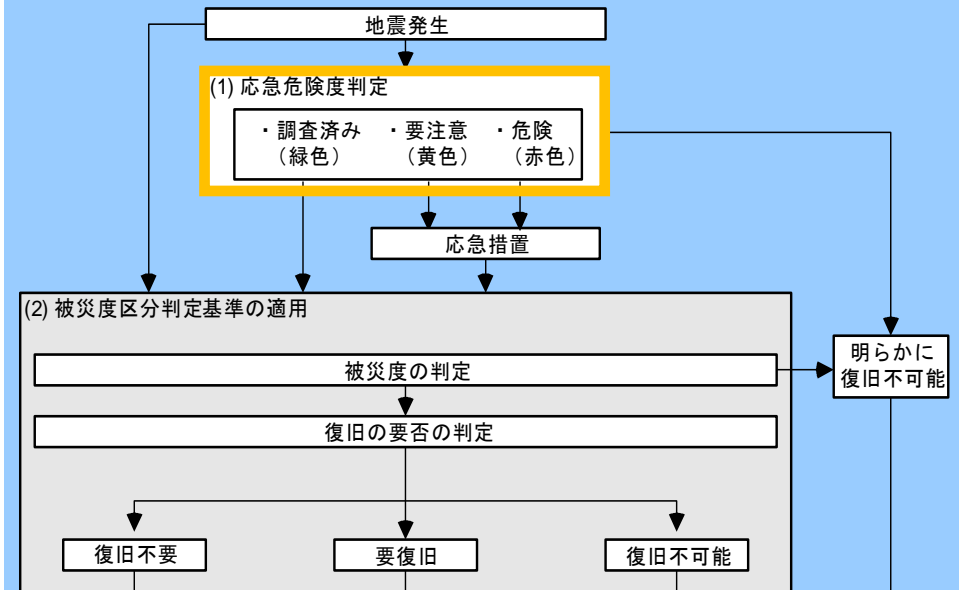 地震発生
(1) 応急危険度判定
・調査済み ・要注意 ・危険
（緑色） （黄色） （赤色）
応急措置
(2) 被災度区分判定基準の適用
明らかに
復旧不可能
被災度の判定
復旧の要否の判定
復旧不要 要復旧 復旧不可能